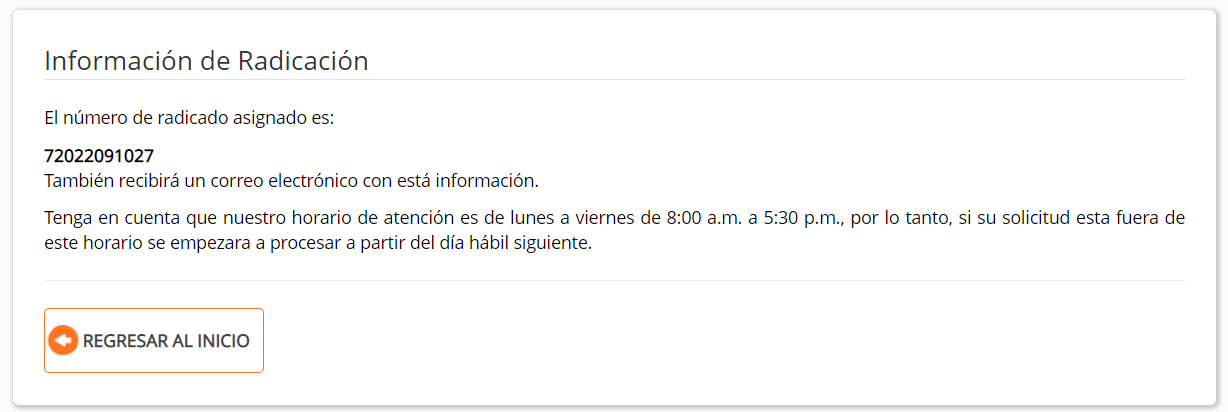 Información de Radicación
El número de radicado asignado es:
72022091027
También recibirá un correo electrónico con está información.
Tenga en cuenta que nuestro horario de atención es de lunes a viernes de 8:00 a.m. a 5:30 p.m., por lo tanto, si su solicitud esta fuera de
este horario se empezara a procesar a partir del día hábil siguiente.
REGRESAR AL INICIO